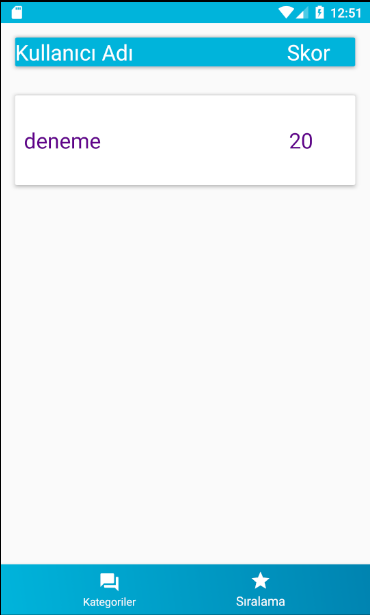 12:51
Kullanıcı Adı Skor
deneme 20
Kategoriler Sıralama